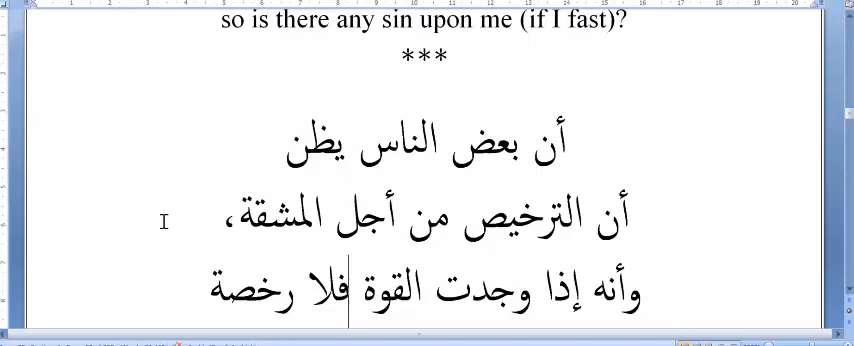 so is there any sin upon me (if I fast)?
***
أن بعض الناس يظن
أن الترخيص من أجل المشقة،
وأنه إذا وجدت القوة فلا رخصة